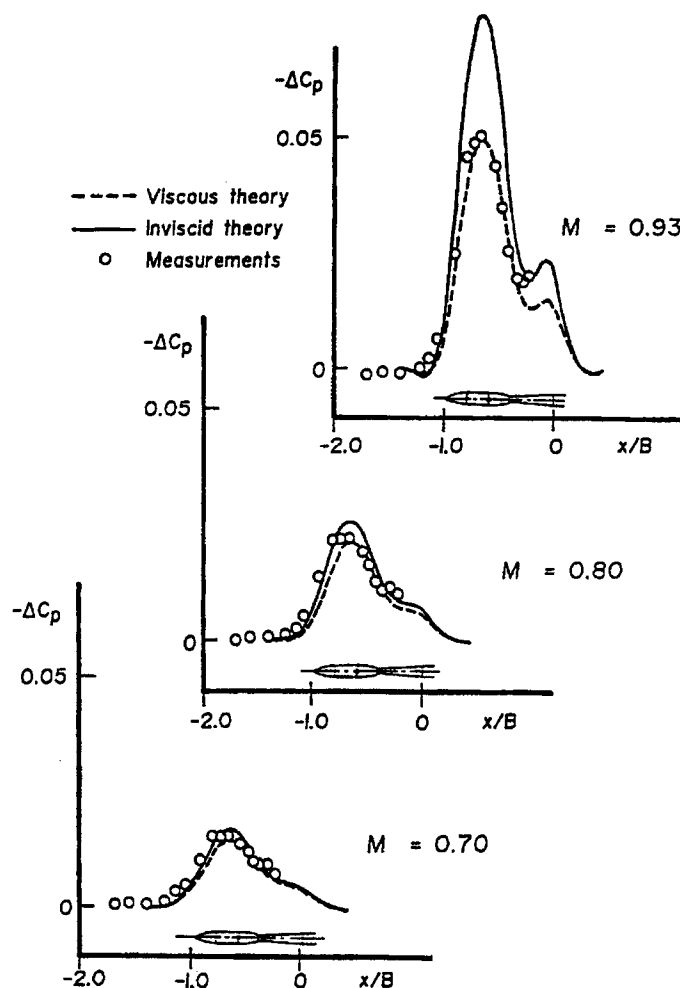 -ΔCp
0.05
Viscous theory
Inviscid theory
Measurements
M = 0.93
0
-2.0 -1.0 0 x/B
-ΔCp
0.05
M = 0.80
0
-2.0 -1.0 0 x/B
-ΔCp
0.05
M = 0.70
0
-2.0 -1.0 0 x/B